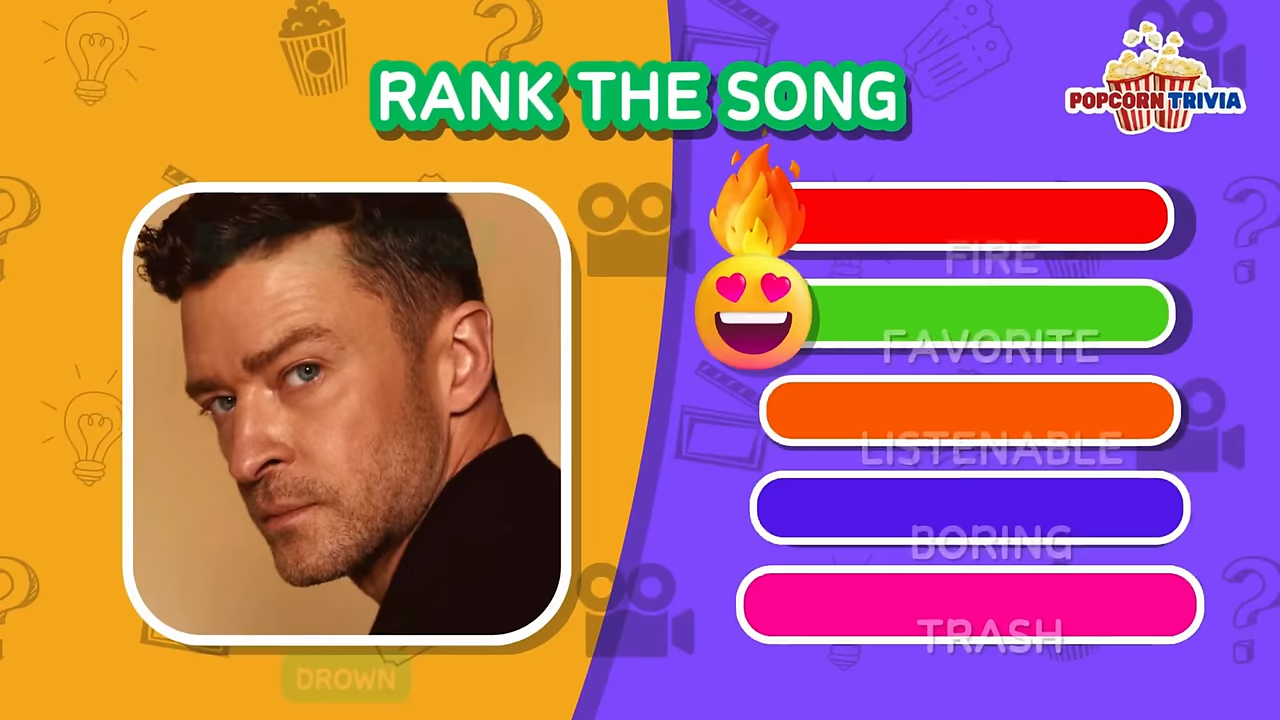 RANK THE SONG
POPCORN TRIVIA
FIRE
FAVORITE
LISTENABLE
BORING
TRASH
DROWN